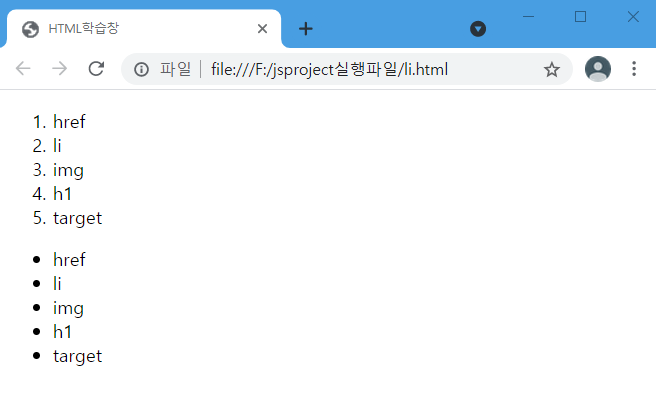 HTML학습창
파일 | file:///F:/jsproject실행파일/li.html
1. href
2. li
3. img
4. h1
5. target
• href
• li
• img
• h1
• target